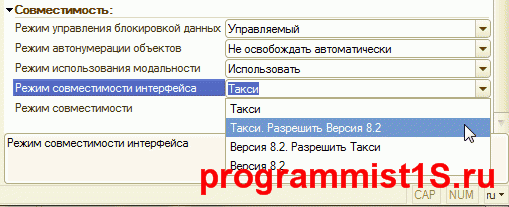 Совместимость:
Режим управления блокировкой данных Управляемый
Режим автонумерации объектов Не освобождать автоматически
Режим использования модальности Использовать
Режим совместимости интерфейса Такси
Режим совместимости Такси
Такси. Разрешить Версия 8.2
Режим совместимости интерфейса Версия 8.2. Разрешить Такси
Версия 8.2
programmist1S.ru
CAP NUM ru